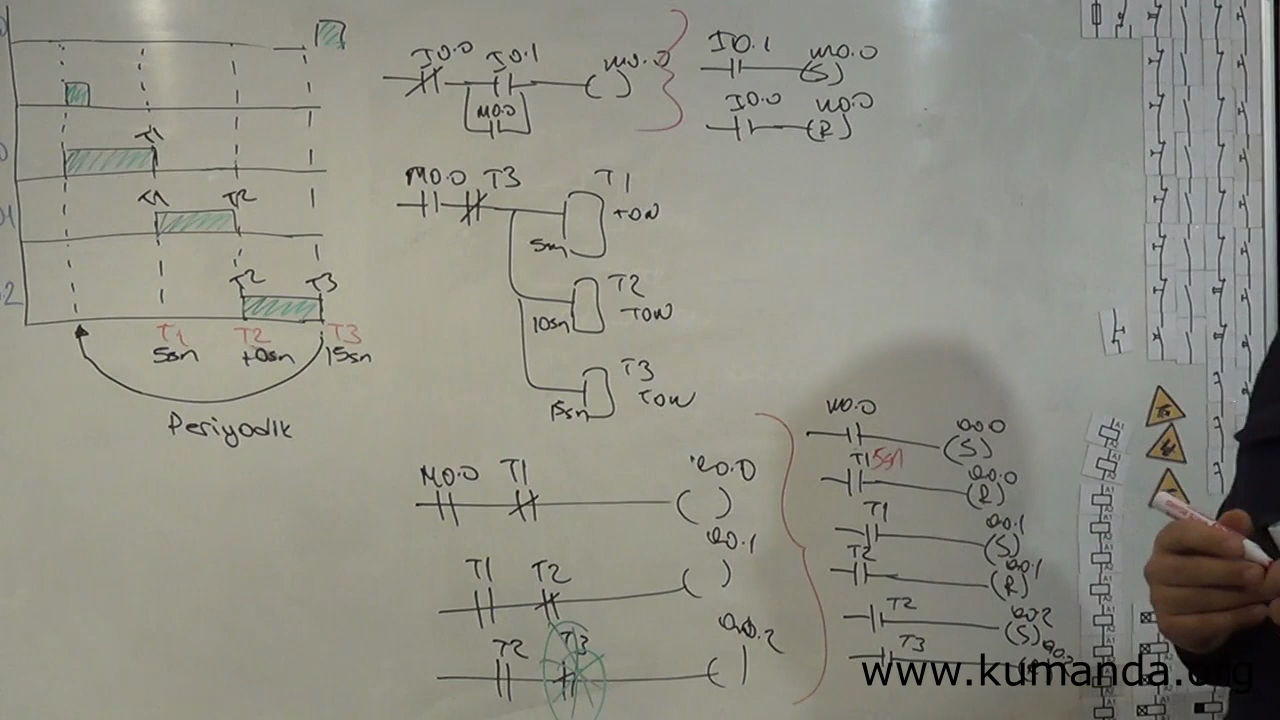 T1
T1 T2
T2 T3
T1 T2 T3
5sn 10sn 15sn
Periyodik
I0.0 I0.1 M0.0
M0.0
I0.1 M0.0
(S)
I0.0 M0.0
(R)
M0.0 T3 T1
TON
5sn
T2
10sn TON
T3
15sn TON
M0.0 T1 Q0.0
( )
T1 T2 Q0.1
( )
T2 T3 Q0.2
M0.0 Q0.0
(S)
T1 5sn Q0.0
(R)
T1 Q0.1
(S)
T2 Q0.1
(R)
T2 Q0.2
(S)
T3
www.kumanda.org